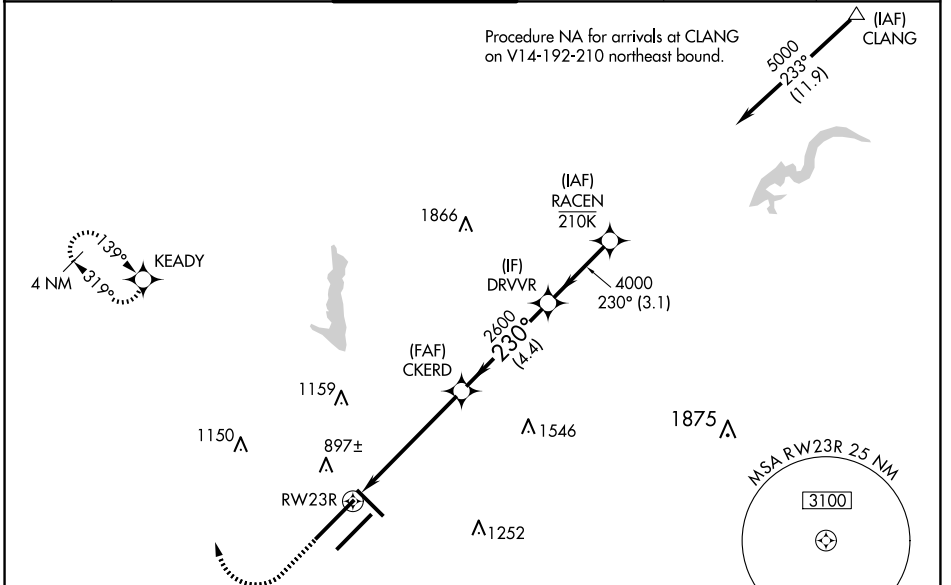 Procedure NA for arrivals at CLANG
on V14-192-210 northeast bound.
(IAF)
CLANG
5000
233°
(11.9)
(IAF)
RACEN
210K
1866
139°
KEADY
4 NM
319°
(IF)
DRVVR
4000
230° (3.1)
2600
230°
(4.4)
(FAF)
CKERD
1159
1546
1875
1150
897±
MSA RW23R 25 NM
RW23R
3100
1252